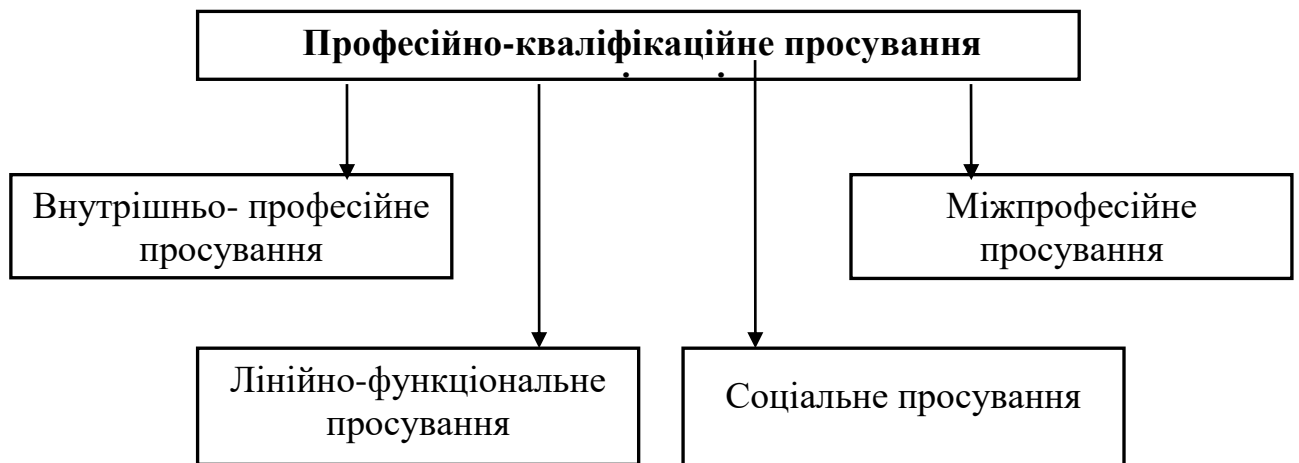 Професійно-кваліфікаційне просування
Внутрішньо- професійне
просування
Міжпрофесійне
просування
Лінійно-функціональне
просування
Соціальне просування